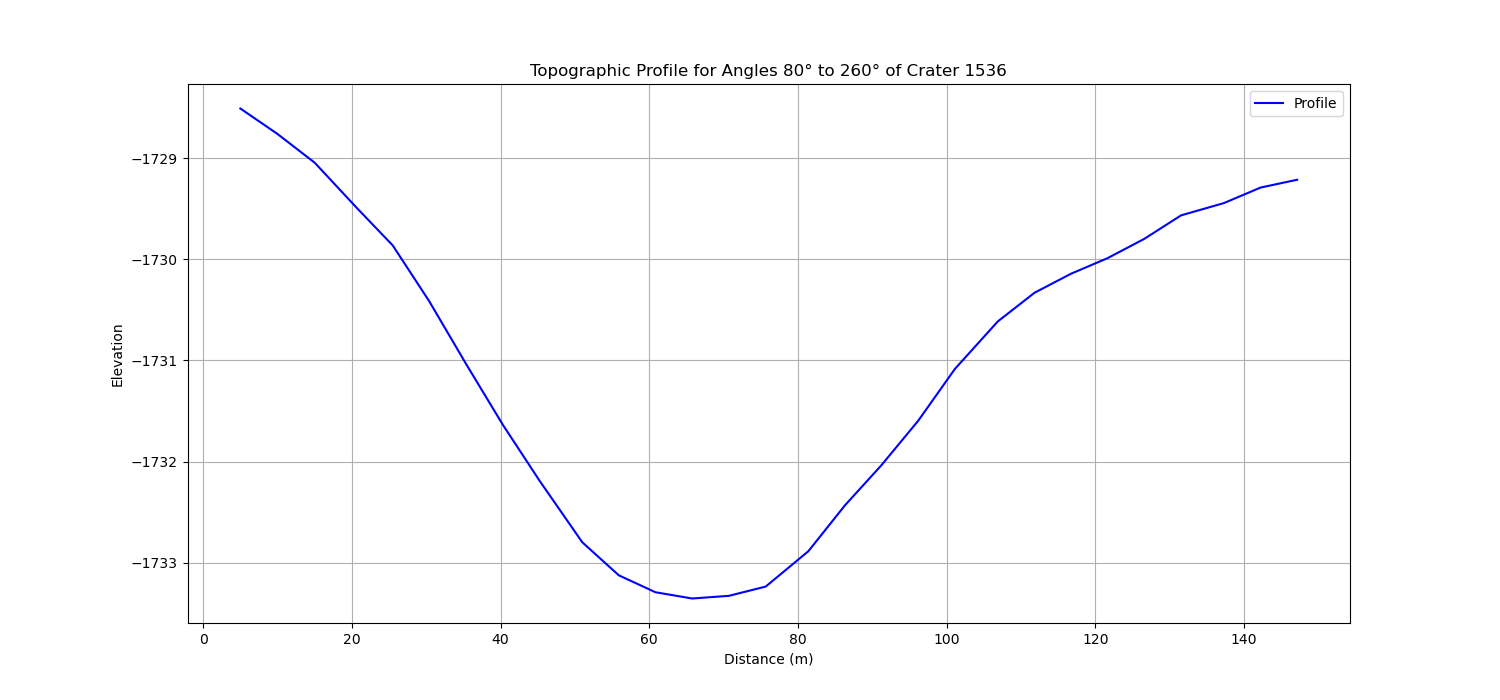 Topographic Profile for Angles 80° to 260° of Crater 1536
Profile
−1729
−1730
−1731
−1732
−1733
Elevation
0 20 40 60 80 100 120 140
Distance (m)